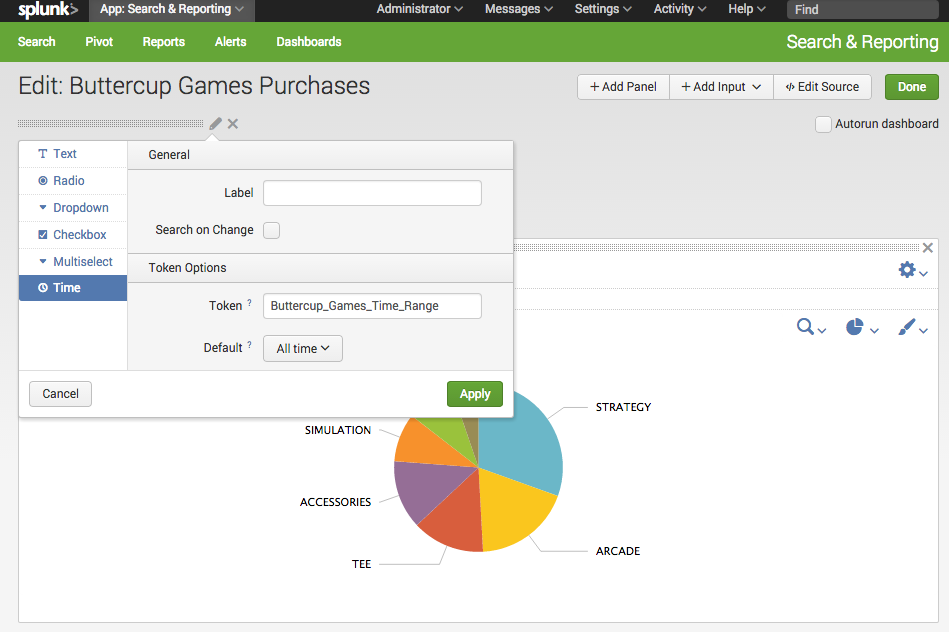 splunk> App: Search & Reporting Administrator Messages Settings Activity Help Find
Search Pivot Reports Alerts Dashboards Search & Reporting
Edit: Buttercup Games Purchases + Add Panel + Add Input </> Edit Source Done
Autorun dashboard
T Text
Radio
Dropdown
Checkbox
Multiselect
Time
General
Label
Search on Change
Token Options
Token ? Buttercup_Games_Time_Range
Default ? All time
Cancel Apply
STRATEGY
SIMULATION
ACCESSORIES
ARCADE
TEE